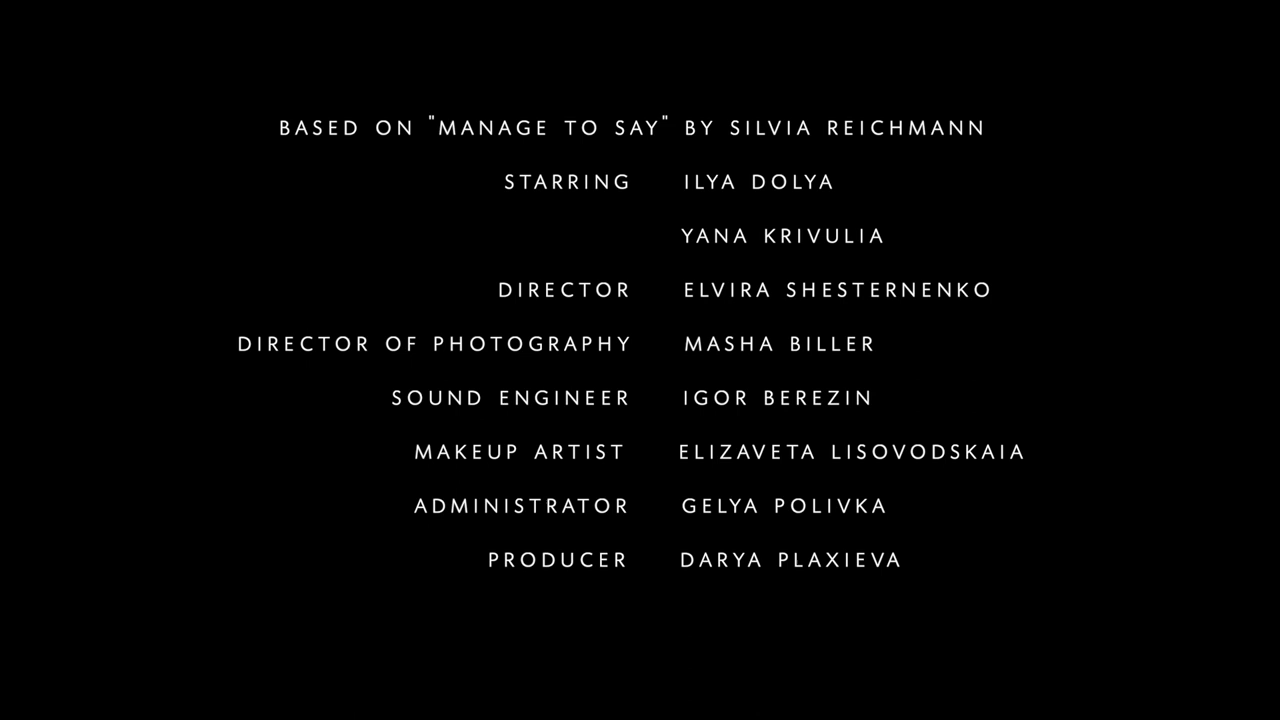 BASED ON "MANAGE TO SAY" BY SILVIA REICHMANN
STARRING ILYA DOLYA
YANA KRIVULIA
DIRECTOR ELVIRA SHESTERNENKO
DIRECTOR OF PHOTOGRAPHY MASHA BILLER
SOUND ENGINEER IGOR BEREZIN
MAKEUP ARTIST ELIZAVETA LISOVODSKAIA
ADMINISTRATOR GELYA POLIVKA
PRODUCER DARYA PLAXIEVA